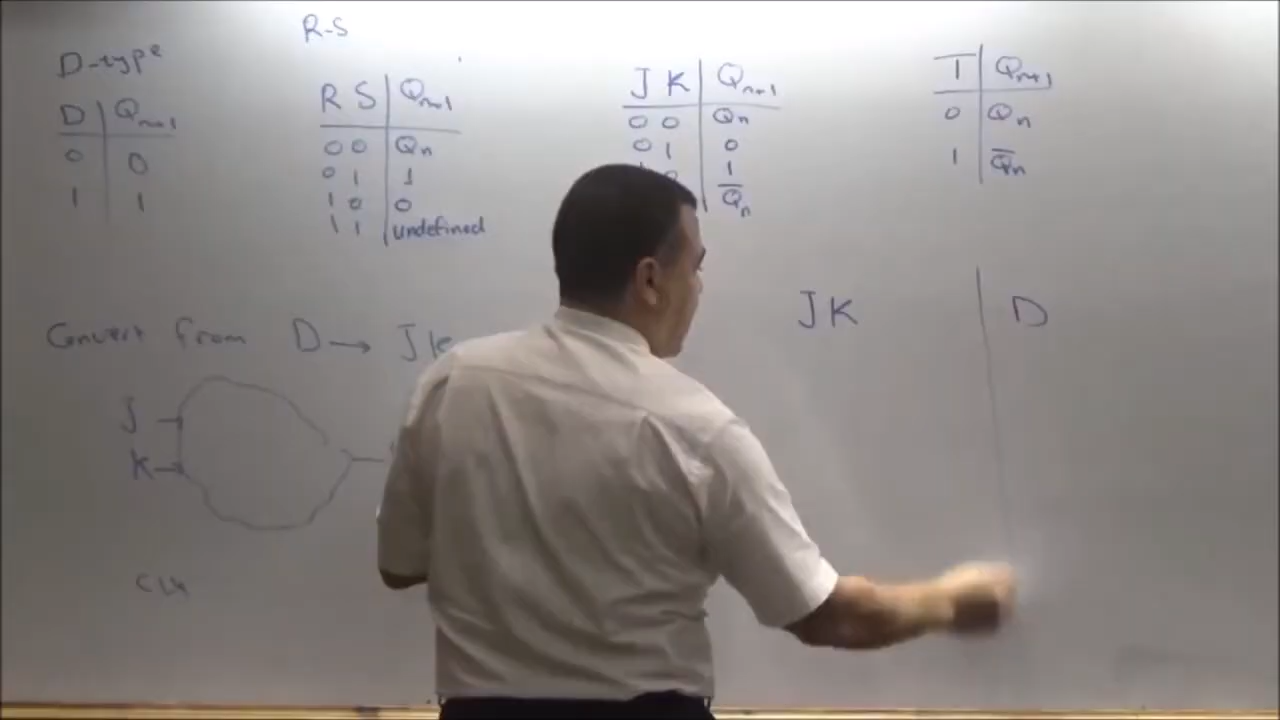 R-S
D-type
D Qn+1
0 0
1 1
R S Qn+1
0 0 Qn
0 1 1
1 0 0
1 1 undefined
J K Qn+1
0 0 Qn
0 1 0
1 0 1
Q̅n
T Qn+1
0 Qn
1 Q̅n
Convert from D → JK
J
K
CLK
JK D